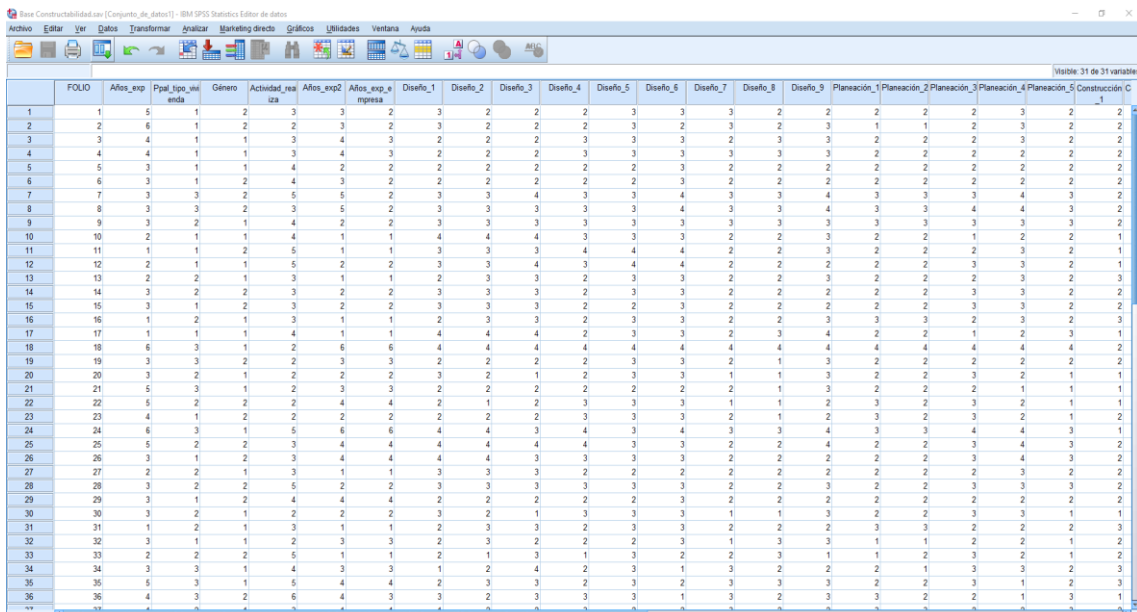 Base Constructabilidad.sav [Conjunto_de_datos1] - IBM SPSS Statistics Editor de datos
Archivo Editar Ver Datos Transformar Analizar Marketing directo Gráficos Utilidades Ventana Ayuda
Visible: 31 de 31 variables
FOLIO Años_exp Ppal_tipo_vivi Género Actividad_rea Años_exp2 Años_exp_e Diseño_1 Diseño_2 Diseño_3 Diseño_4 Diseño_5 Diseño_6 Diseño_7 Diseño_8 Diseño_9 Planeación_1 Planeación_2 Planeación_3 Planeación_4 Planeación_5 Construcción C
enda iza mpresa _1
1 1 5 1 2 3 3 2 3 2 2 2 3 3 3 2 2 2 2 2 3 2 2
2 2 6 1 2 2 3 2 3 2 2 2 3 2 3 2 3 1 1 2 3 2 2
3 3 4 1 1 3 4 3 2 2 2 3 3 3 2 3 3 2 2 2 2 2 2
4 4 4 1 1 3 4 3 2 2 2 3 3 3 3 3 3 2 2 2 2 2 2
5 5 3 1 1 4 2 2 2 2 2 2 2 3 2 2 2 2 2 2 2 2 2
6 6 3 1 2 4 3 2 2 2 2 2 2 3 2 2 2 2 2 2 2 2 2
7 7 3 3 2 5 5 2 3 3 4 3 3 4 3 3 4 3 3 3 4 3 2
8 8 3 3 2 3 5 2 3 3 3 3 3 4 3 3 4 3 3 4 4 3 2
9 9 3 2 1 4 2 2 3 3 3 3 3 3 3 3 3 3 3 3 3 3 2
10 10 2 1 1 4 1 1 4 4 4 3 3 3 2 2 3 2 2 1 2 2 1
11 11 1 1 2 5 1 1 3 3 3 4 4 4 2 2 3 2 2 2 3 2 1
12 12 2 1 1 5 2 2 3 3 4 3 4 4 2 2 2 2 2 3 3 2 1
13 13 2 2 1 3 1 1 2 3 3 2 3 3 2 2 2 2 2 2 3 2 3
14 14 3 2 2 3 2 2 3 3 3 2 3 3 2 2 2 2 2 3 3 2 2
15 15 3 1 2 3 2 2 3 3 3 2 2 3 2 2 2 2 2 3 3 2 2
16 16 1 2 1 3 1 1 2 3 3 2 3 3 2 2 3 3 3 2 3 2 3
17 17 1 1 1 4 1 1 4 4 4 2 3 3 2 3 4 2 2 1 2 3 1
18 18 6 3 1 2 6 6 4 4 4 4 4 4 4 4 4 4 4 4 4 4 2
19 19 3 3 2 2 3 3 2 2 2 2 3 3 2 1 3 2 2 2 2 2 2
20 20 3 2 1 2 2 2 3 2 1 2 3 3 1 1 3 2 2 3 2 1 1
21 21 5 3 1 2 3 3 2 2 2 2 2 2 2 1 3 2 2 2 1 1 1
22 22 5 2 2 2 4 4 2 1 2 3 3 3 1 1 2 3 2 3 2 1 1
23 23 4 1 2 2 2 2 2 2 2 3 3 3 2 1 2 3 2 3 2 1 2
24 24 6 3 1 5 6 6 4 4 3 4 3 4 3 3 4 3 3 4 4 3 1
25 25 5 2 2 3 4 4 4 4 4 4 3 3 2 2 4 2 2 3 4 3 2
26 26 3 1 2 3 4 4 4 4 3 3 3 3 2 2 2 2 2 3 4 3 2
27 27 2 2 1 3 1 1 3 3 3 2 2 2 2 2 2 2 2 2 3 2 2
28 28 3 2 2 5 2 2 3 3 3 3 3 3 2 2 3 2 2 3 3 3 2
29 29 3 1 2 4 4 4 2 2 2 2 2 3 2 2 2 2 2 2 2 2 2
30 30 3 2 1 2 2 2 3 2 1 3 3 3 1 1 3 2 2 3 3 1 2
31 31 1 2 1 3 1 1 2 3 3 2 3 3 2 2 2 3 3 2 2 2 3
32 32 3 1 1 2 3 3 2 3 2 2 3 3 1 3 3 1 1 2 2 1 2
33 33 2 2 2 5 1 1 2 1 3 1 3 2 2 3 1 1 2 3 2 1 2
34 34 3 3 1 4 3 3 1 2 4 2 3 1 3 2 2 2 1 3 3 2 3
35 35 5 3 1 5 4 4 2 3 3 2 3 2 3 3 3 2 2 3 1 2 3
36 36 4 3 2 6 4 3 3 2 3 3 3 1 3 2 3 3 2 2 1 3 1